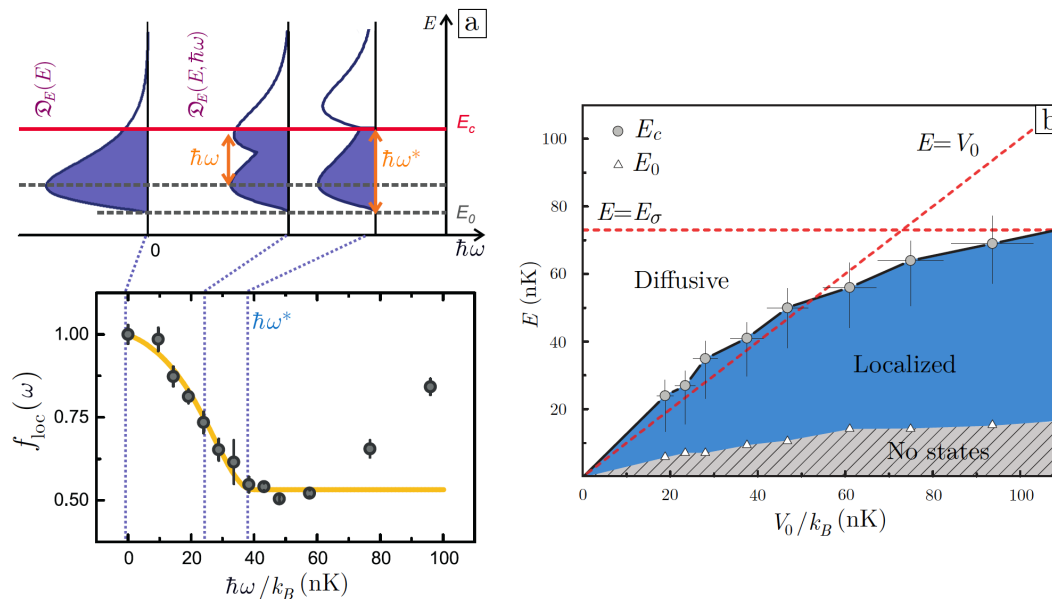 a
E
𝔇_E(E)
𝔇_E(E, ħω)
E_c
ħω
ħω*
E_0
0
ħω
ħω*
1.00
0.75
0.50
f_loc(ω)
0 20 40 60 80 100
ħω/k_B (nK)
b
E_c
E_0
E=V_0
E=E_σ
Diffusive
Localized
No states
100
80
60
40
20
E (nK)
0 20 40 60 80 100
V_0/k_B (nK)